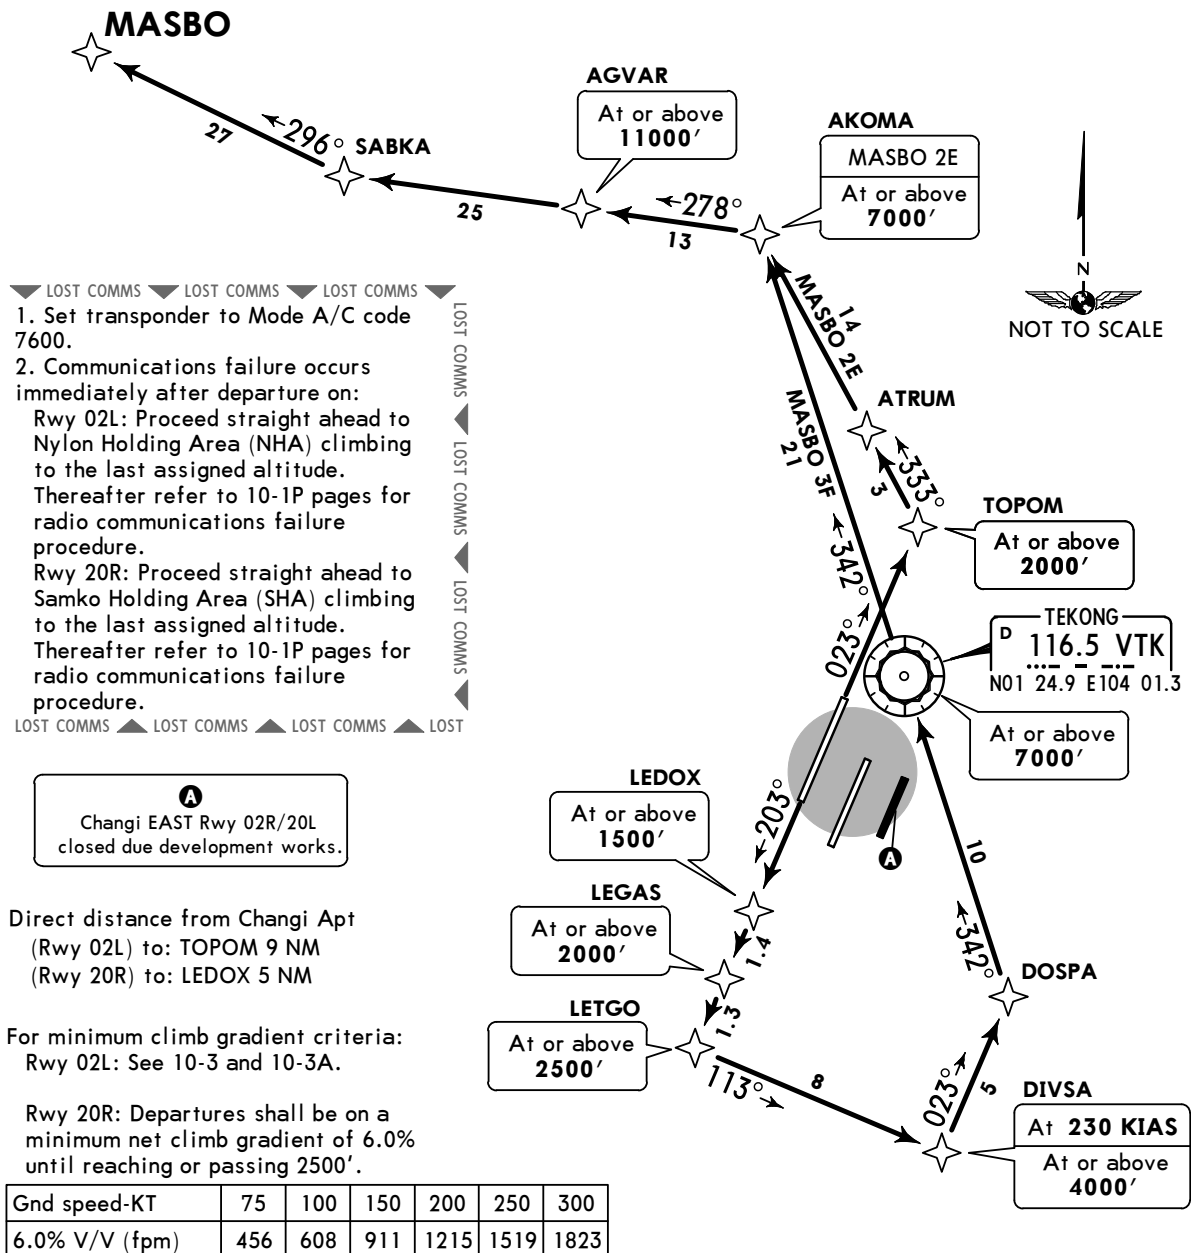 MASBO
27
←296°
SABKA
25
AGVAR
At or above
11000′
←278°
13
AKOMA
MASBO 2E
At or above
7000′
N
NOT TO SCALE
14
MASBO 2E
MASBO 3F
21
ATRUM
←333°
3
TOPOM
At or above
2000′
←342°
023°→
TEKONG
D 116.5 VTK
N01 24.9 E104 01.3
At or above
7000′
LOST COMMS LOST COMMS LOST COMMS
1. Set transponder to Mode A/C code
7600.
2. Communications failure occurs
immediately after departure on:
Rwy 02L: Proceed straight ahead to
Nylon Holding Area (NHA) climbing
to the last assigned altitude.
Thereafter refer to 10-1P pages for
radio communications failure
procedure.
Rwy 20R: Proceed straight ahead to
Samko Holding Area (SHA) climbing
to the last assigned altitude.
Thereafter refer to 10-1P pages for
radio communications failure
procedure.
LOST COMMS LOST COMMS LOST COMMS
LOST COMMS LOST COMMS LOST COMMS LOST
A
Changi EAST Rwy 02R/20L
closed due development works.
LEDOX
At or above
1500′
←203°
A
10
LEGAS
At or above
2000′
1.4
Direct distance from Changi Apt
(Rwy 02L) to: TOPOM 9 NM
(Rwy 20R) to: LEDOX 5 NM
←342°
DOSPA
LETGO
At or above
2500′
1.3
113°→
8
023°→
5
DIVSA
At 230 KIAS
At or above
4000′
For minimum climb gradient criteria:
Rwy 02L: See 10-3 and 10-3A.
Rwy 20R: Departures shall be on a
minimum net climb gradient of 6.0%
until reaching or passing 2500'.
Gnd speed-KT 75 100 150 200 250 300
6.0% V/V (fpm) 456 608 911 1215 1519 1823